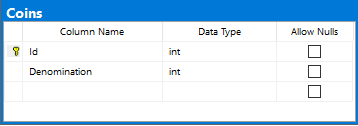 Coins
Column Name Data Type Allow Nulls
Id int
Denomination int